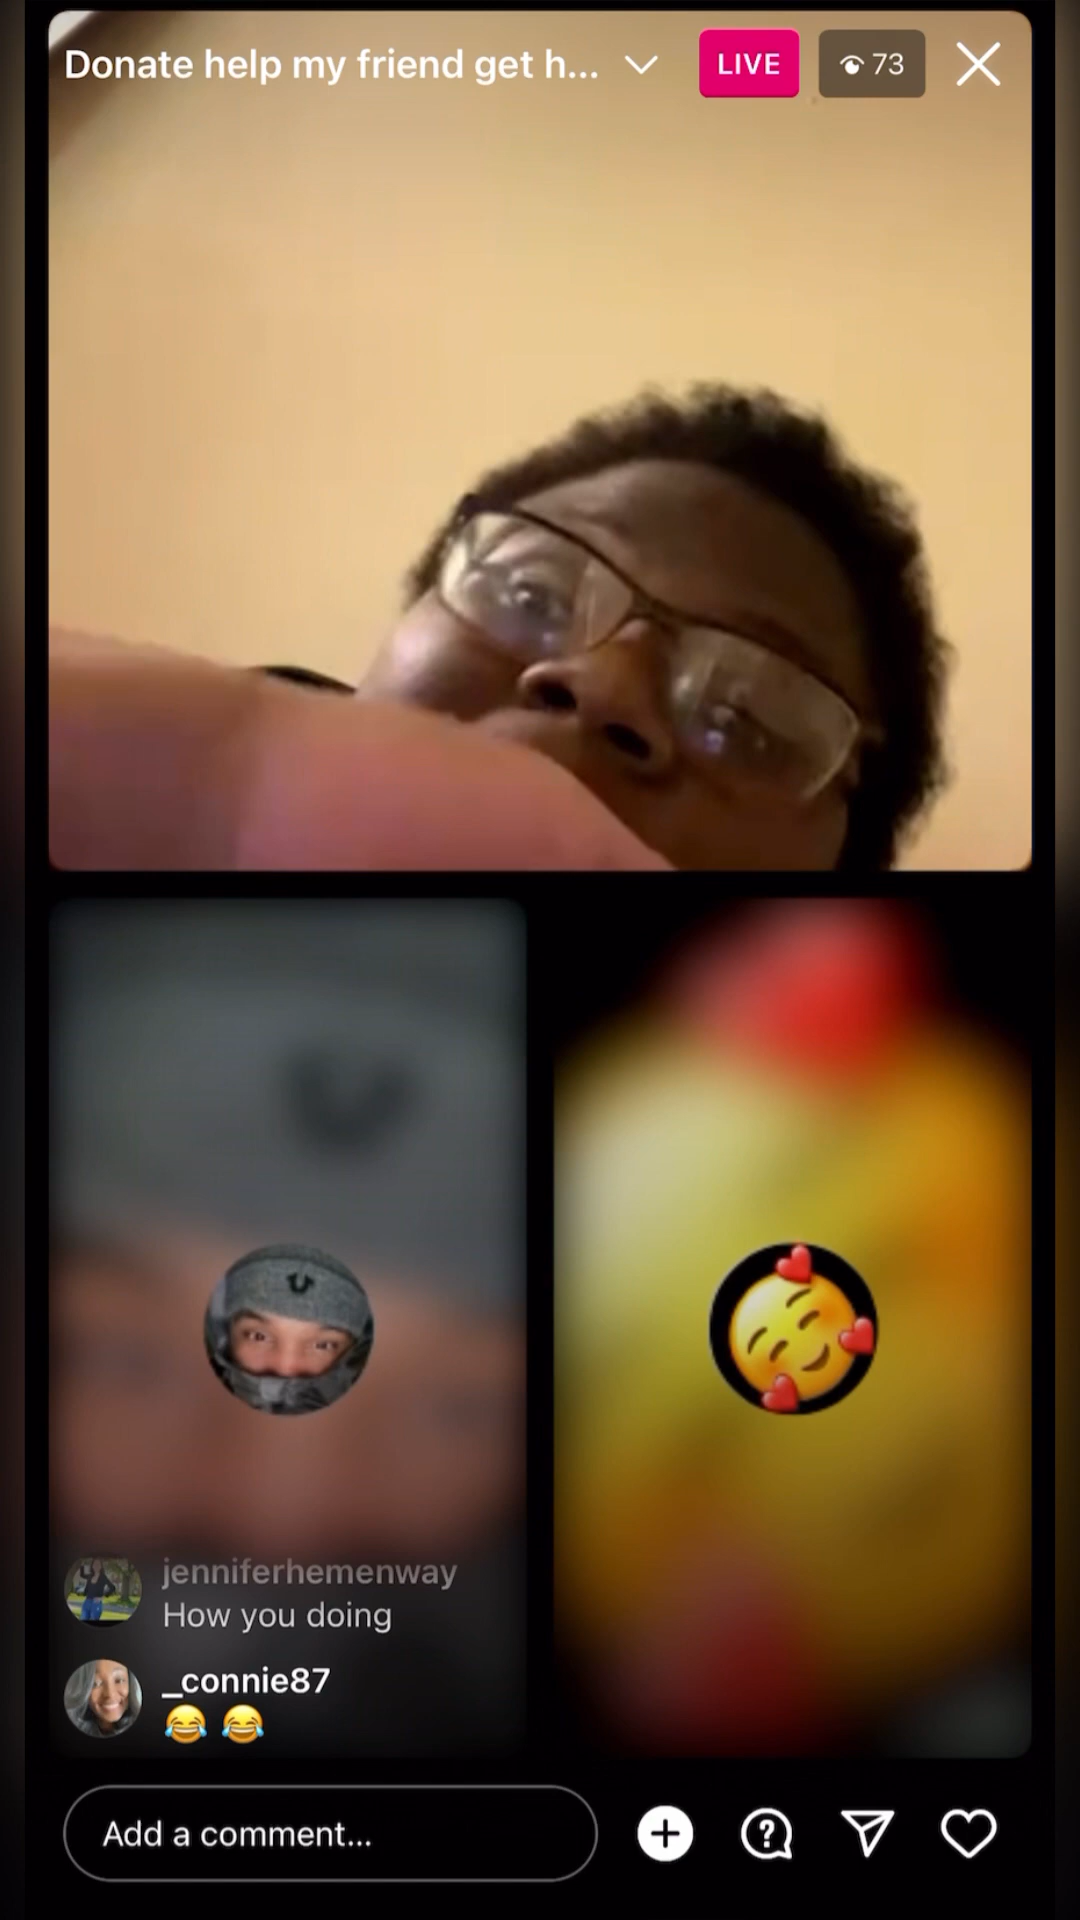 Donate help my friend get h...
LIVE
73
jenniferhemenway
How you doing
_connie87
😂 😂
Add a comment...